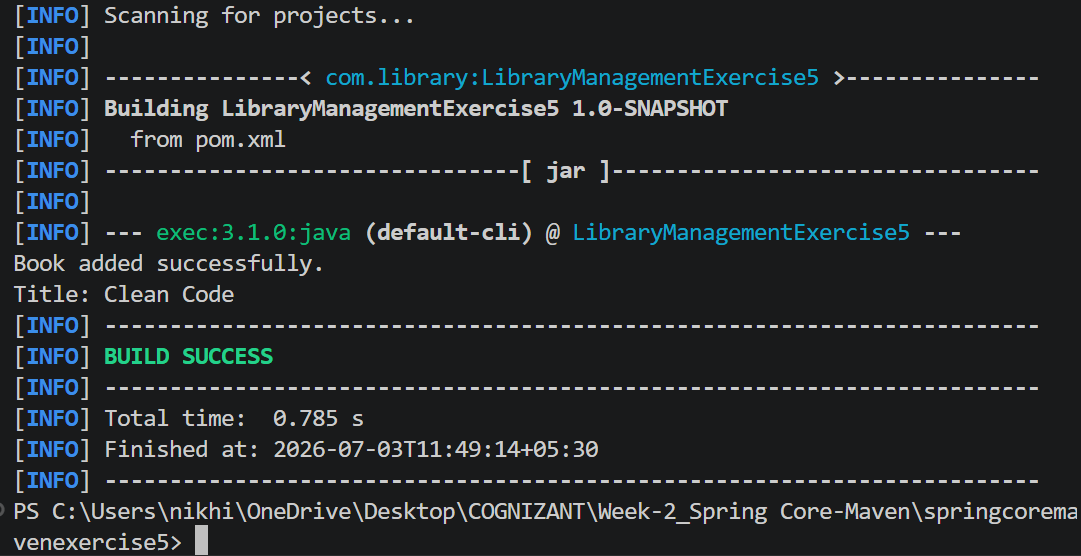 [INFO] Scanning for projects...
[INFO]
[INFO] ---------------< com.library:LibraryManagementExercise5 >---------------
[INFO] Building LibraryManagementExercise5 1.0-SNAPSHOT
[INFO]   from pom.xml
[INFO] --------------------------------[ jar ]---------------------------------
[INFO]
[INFO] --- exec:3.1.0:java (default-cli) @ LibraryManagementExercise5 ---
Book added successfully.
Title: Clean Code
[INFO] ------------------------------------------------------------------------
[INFO] BUILD SUCCESS
[INFO] ------------------------------------------------------------------------
[INFO] Total time:  0.785 s
[INFO] Finished at: 2026-07-03T11:49:14+05:30
[INFO] ------------------------------------------------------------------------
PS C:\Users\nikhi\OneDrive\Desktop\COGNIZANT\Week-2_Spring Core-Maven\springcorema
venexercise5>